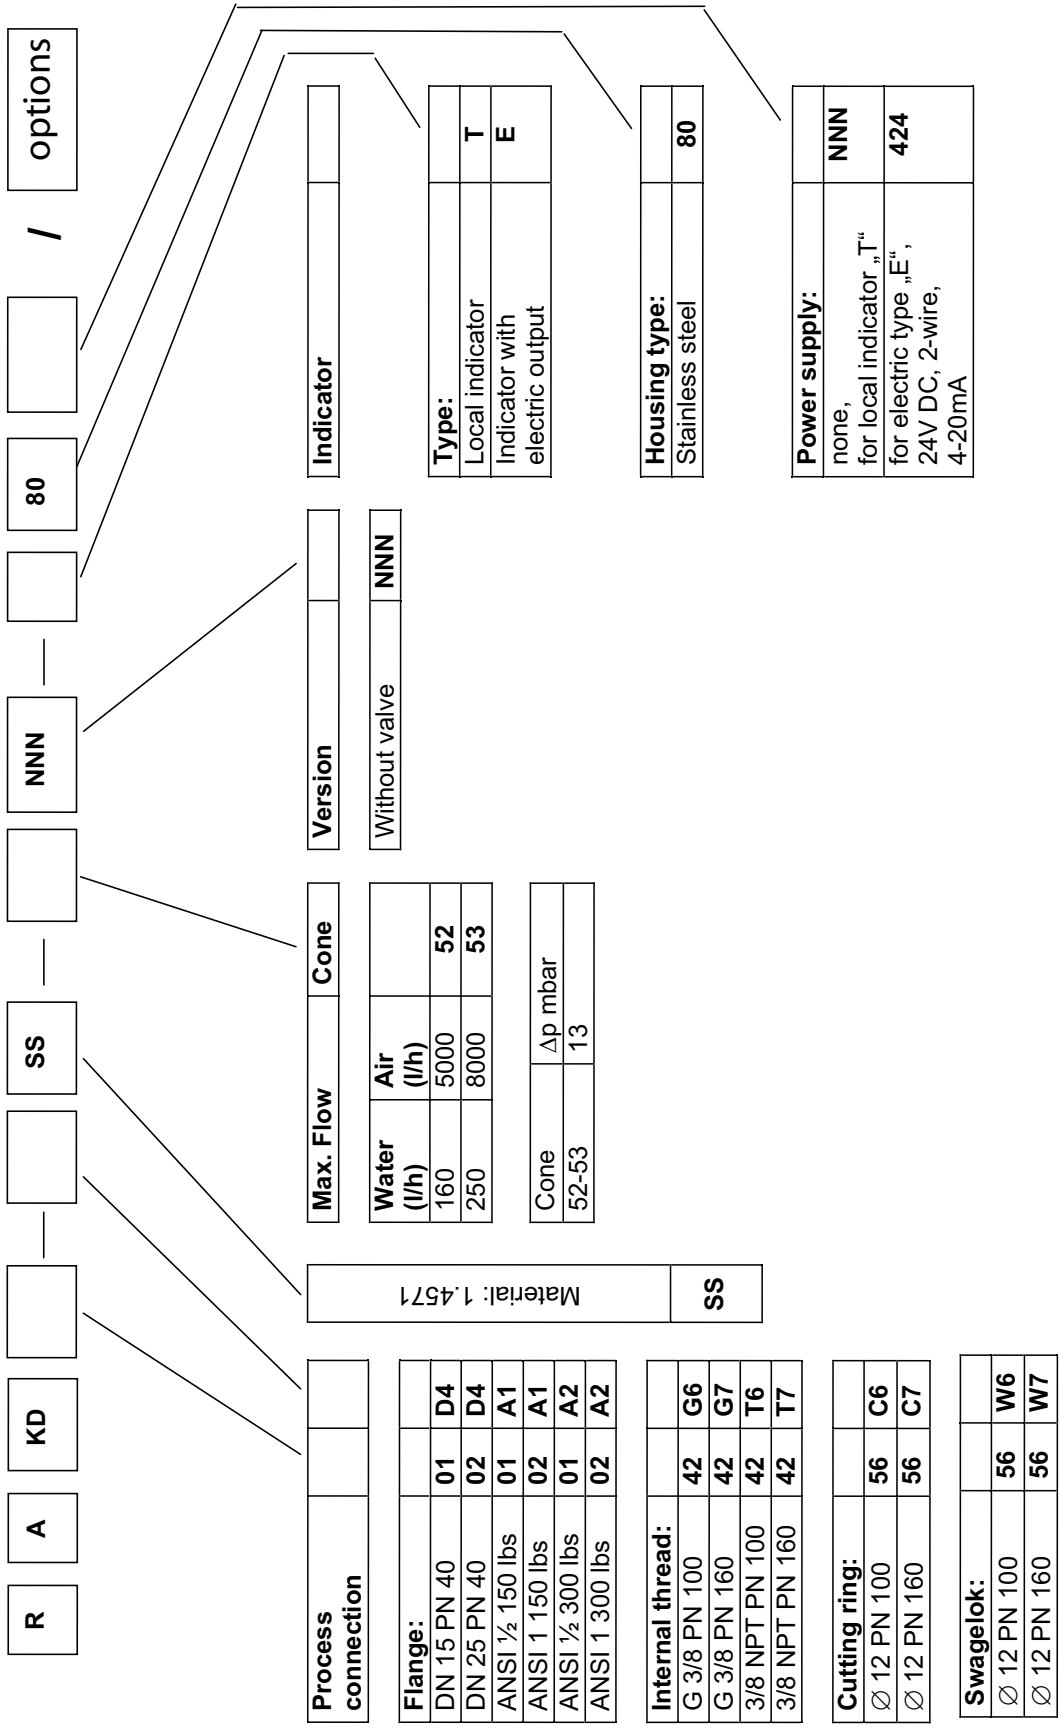 R A KD — SS — NNN — 80 / options
Process
connection
Flange:
DN 15 PN 40 01 D4
DN 25 PN 40 02 D4
ANSI ½ 150 lbs 01 A1
ANSI 1 150 lbs 02 A1
ANSI ½ 300 lbs 01 A2
ANSI 1 300 lbs 02 A2
Internal thread:
G 3/8 PN 100 42 G6
G 3/8 PN 160 42 G7
3/8 NPT PN 100 42 T6
3/8 NPT PN 160 42 T7
Cutting ring:
∅ 12 PN 100 56 C6
∅ 12 PN 160 56 C7
Swagelok:
∅ 12 PN 100 56 W6
∅ 12 PN 160 56 W7
Material: 1.4571
SS
Max. Flow Cone
Water Air
(l/h) (l/h)
160 5000 52
250 8000 53
Cone Δp mbar
52-53 13
Version
Without valve NNN
Indicator
Type:
Local indicator T
Indicator with E
electric output
Housing type:
Stainless steel 80
Power supply:
none, NNN
for local indicator „T“
for electric type „E“ , 424
24V DC, 2-wire,
4-20mA